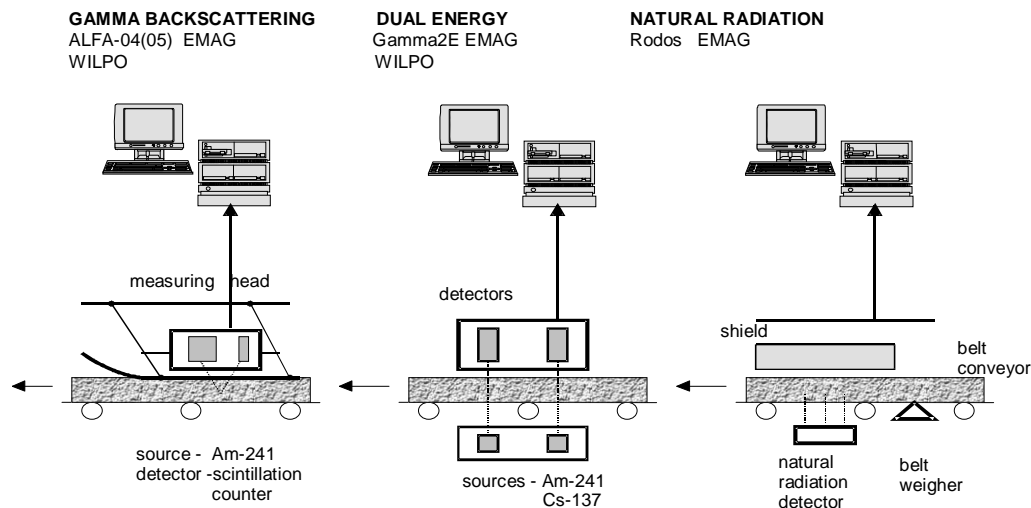 GAMMA BACKSCATTERING
ALFA-04(05) EMAG
WILPO
DUAL ENERGY
Gamma2E EMAG
WILPO
NATURAL RADIATION
Rodos EMAG
measuring head
source - Am-241
detector -scintillation
counter
detectors
sources - Am-241
Cs-137
shield
belt
conveyor
natural
radiation
detector
belt
weigher